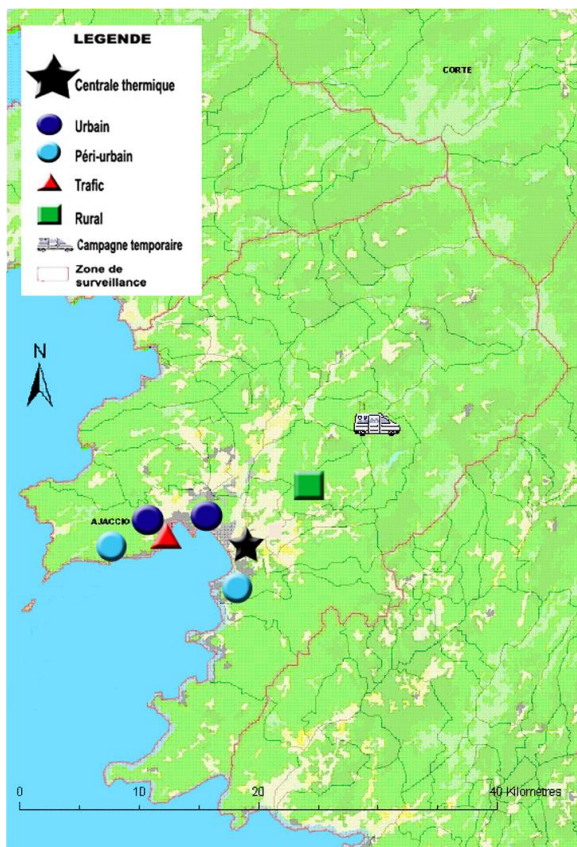 LEGENDE
Centrale thermique
Urbain
Péri-urbain
Trafic
Rural
Campagne temporaire
Zone de
surveillance
CORTE
N
AJACCIO
0 10 20 40 Kilomètres